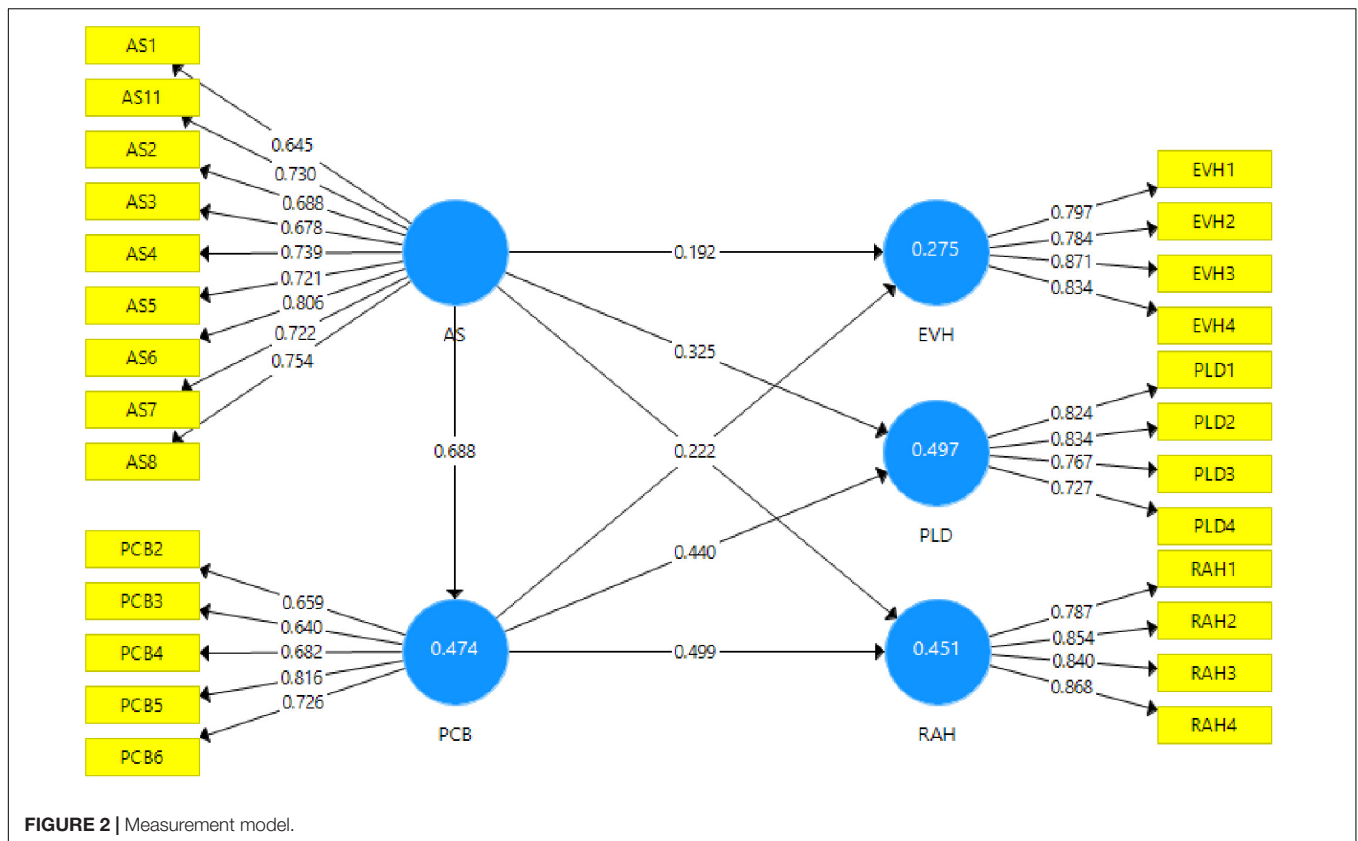 AS1
AS11
AS2
AS3
AS4
AS5
AS6
AS7
AS8
0.645
0.730
0.688
0.678
0.739
0.721
0.806
0.722
0.754
AS
0.192
0.325
0.222
0.688
0.275
EVH
0.797
0.784
0.871
0.834
EVH1
EVH2
EVH3
EVH4
0.497
PLD
0.824
0.834
0.767
0.727
PLD1
PLD2
PLD3
PLD4
PCB2
PCB3
PCB4
PCB5
PCB6
0.659
0.640
0.682
0.816
0.726
0.474
PCB
0.440
0.499
0.451
RAH
0.787
0.854
0.840
0.868
RAH1
RAH2
RAH3
RAH4
FIGURE 2 | Measurement model.